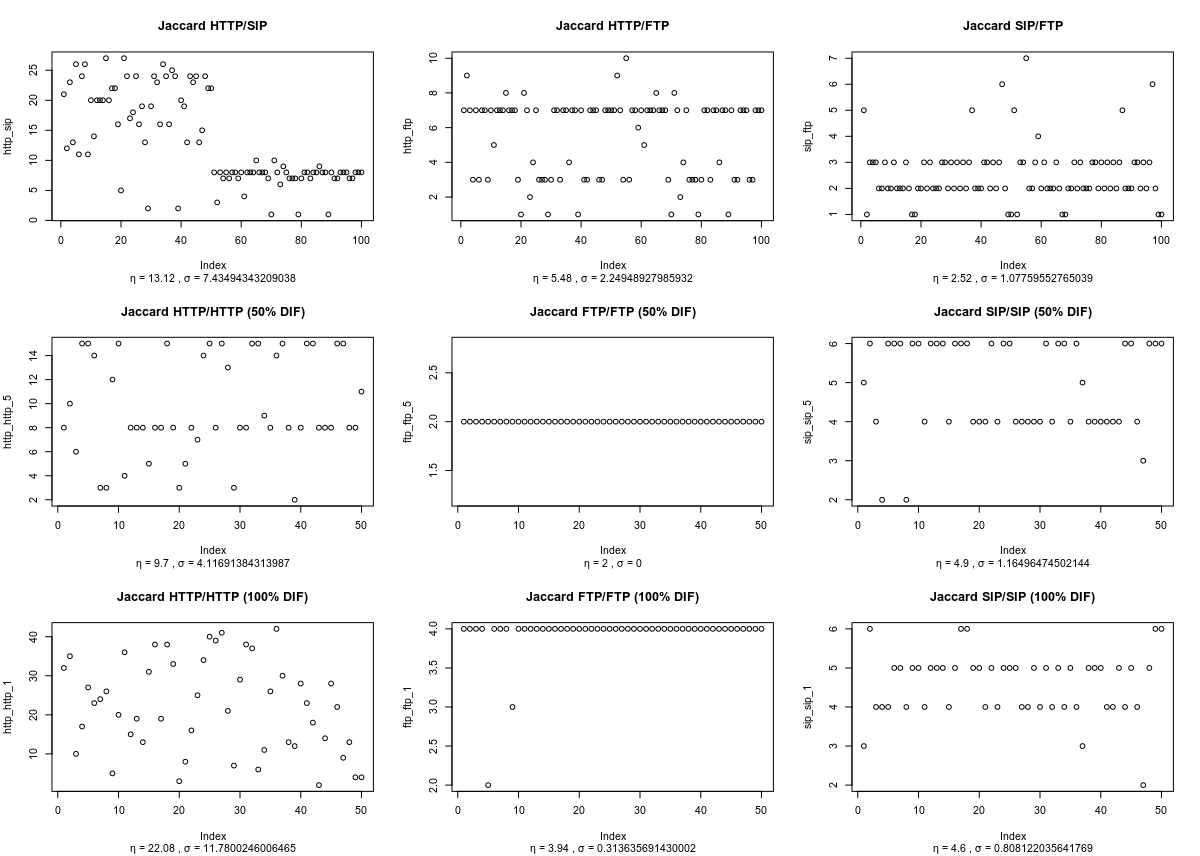 Jaccard HTTP/SIP
http_sip
0 5 10 15 20 25
0 20 40 60 80 100
Index
η = 13.12 , σ = 7.43494343209038
Jaccard HTTP/FTP
http_ftp
2 4 6 8 10
0 20 40 60 80 100
Index
η = 5.48 , σ = 2.24948927985932
Jaccard SIP/FTP
sip_ftp
1 2 3 4 5 6 7
0 20 40 60 80 100
Index
η = 2.52 , σ = 1.07759552765039
Jaccard HTTP/HTTP (50% DIF)
http_http_5
2 4 6 8 10 12 14
0 10 20 30 40 50
Index
η = 9.7 , σ = 4.11691384313987
Jaccard FTP/FTP (50% DIF)
ftp_ftp_5
1.5 2.0 2.5
0 10 20 30 40 50
Index
η = 2 , σ = 0
Jaccard SIP/SIP (50% DIF)
sip_sip_5
2 3 4 5 6
0 10 20 30 40 50
Index
η = 4.9 , σ = 1.16496474502144
Jaccard HTTP/HTTP (100% DIF)
http_http_1
10 20 30 40
0 10 20 30 40 50
Index
η = 22.08 , σ = 11.7800246006465
Jaccard FTP/FTP (100% DIF)
ftp_ftp_1
2.0 2.5 3.0 3.5 4.0
0 10 20 30 40 50
Index
η = 3.94 , σ = 0.313635691430002
Jaccard SIP/SIP (100% DIF)
sip_sip_1
2 3 4 5 6
0 10 20 30 40 50
Index
η = 4.6 , σ = 0.808122035641769